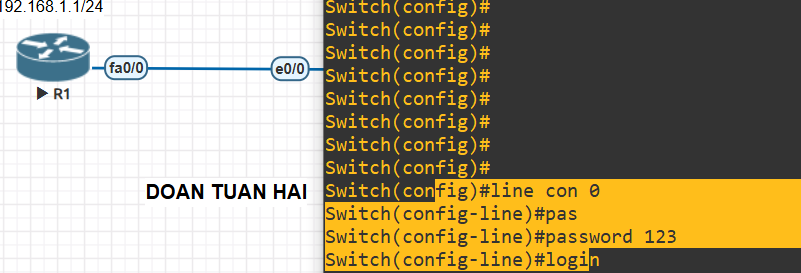 192.168.1.1/24
fa0/0
e0/0
R1
DOAN TUAN HAI
Switch(config)#
Switch(config)#
Switch(config)#
Switch(config)#
Switch(config)#
Switch(config)#
Switch(config)#
Switch(config)#
Switch(config)#line con 0
Switch(config-line)#pas
Switch(config-line)#password 123
Switch(config-line)#login